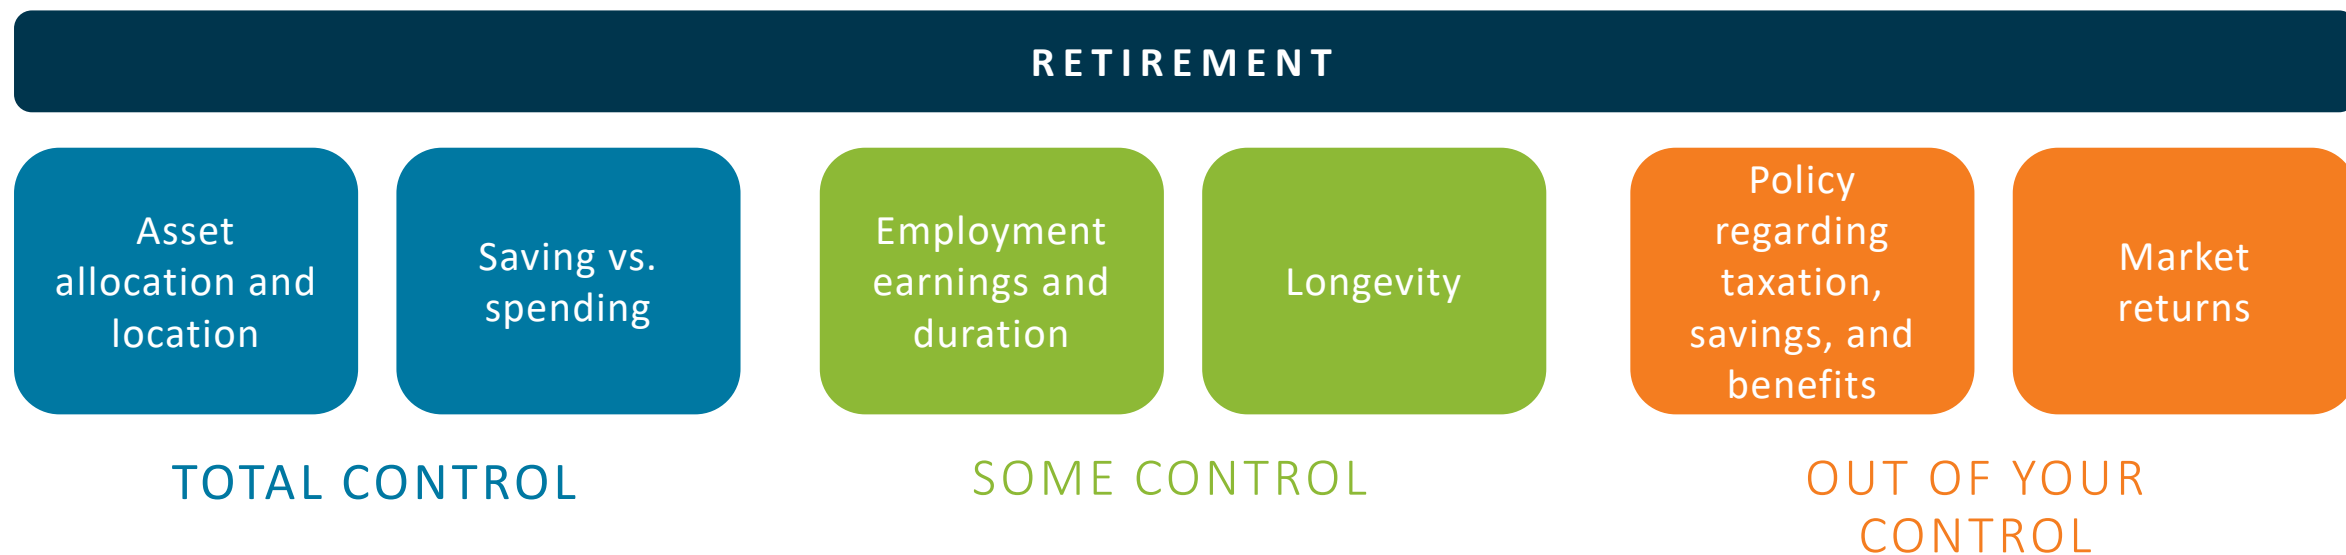 RETIREMENT
Asset
allocation and
location
Saving vs.
spending
Employment
earnings and
duration
Longevity
Policy
regarding
taxation,
savings, and
benefits
Market
returns
TOTAL CONTROL
SOME CONTROL
OUT OF YOUR
CONTROL